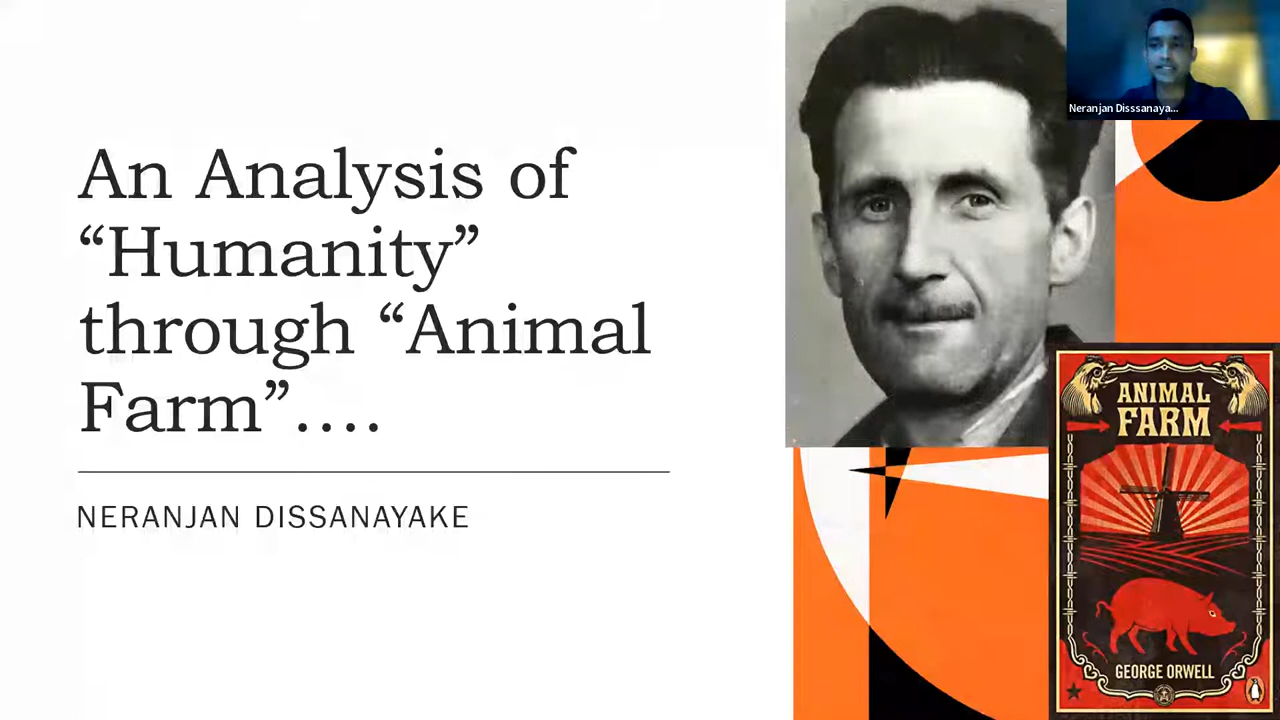 An Analysis of
“Humanity”
through “Animal
Farm”....
NERANJAN DISSANAYAKE
Neranjan Disssanaya...
ANIMAL
FARM
GEORGE ORWELL